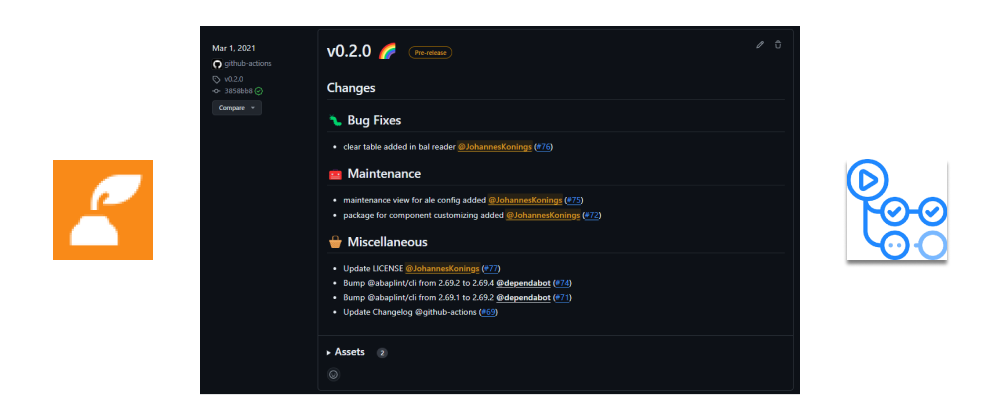 Mar 1, 2021
github-actions
v0.2.0
3858bb0
Compare
v0.2.0
Pre-release
Changes
Bug Fixes
clear table added in bal reader @JohannesKonings (#76)
Maintenance
maintenance view for ale config added @JohannesKonings (#75)
package for component customizing added @JohannesKonings (#72)
Miscellaneous
Update LICENSE @JohannesKonings (#77)
Bump @abaplint/cli from 2.69.2 to 2.69.4 @dependabot (#74)
Bump @abaplint/cli from 2.69.1 to 2.69.2 @dependabot (#71)
Update Changelog @github-actions (#69)
Assets 2